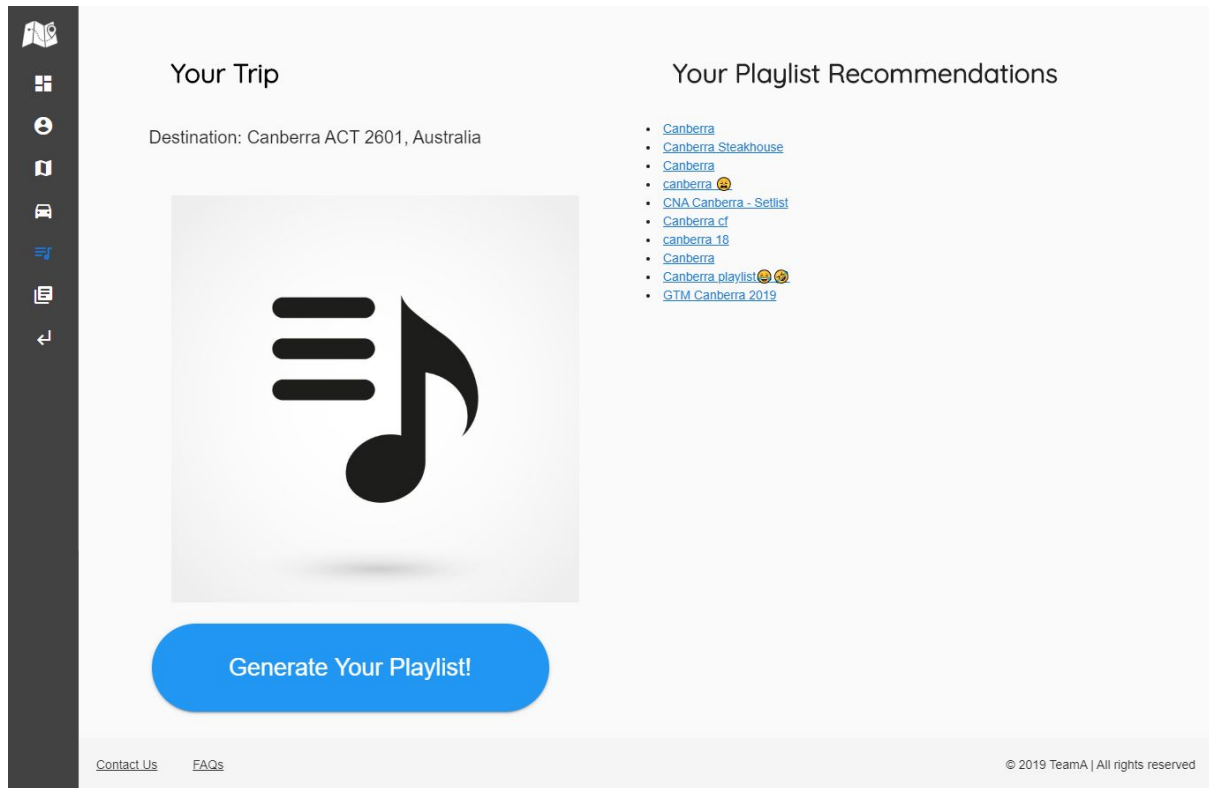 Your Trip
Destination: Canberra ACT 2601, Australia
Generate Your Playlist!
Your Playlist Recommendations
Canberra
Canberra Steakhouse
Canberra
canberra 😩
CNA Canberra - Setlist
Canberra cf
canberra 18
Canberra
Canberra playlist😂🤣
GTM Canberra 2019
Contact Us FAQs © 2019 TeamA | All rights reserved